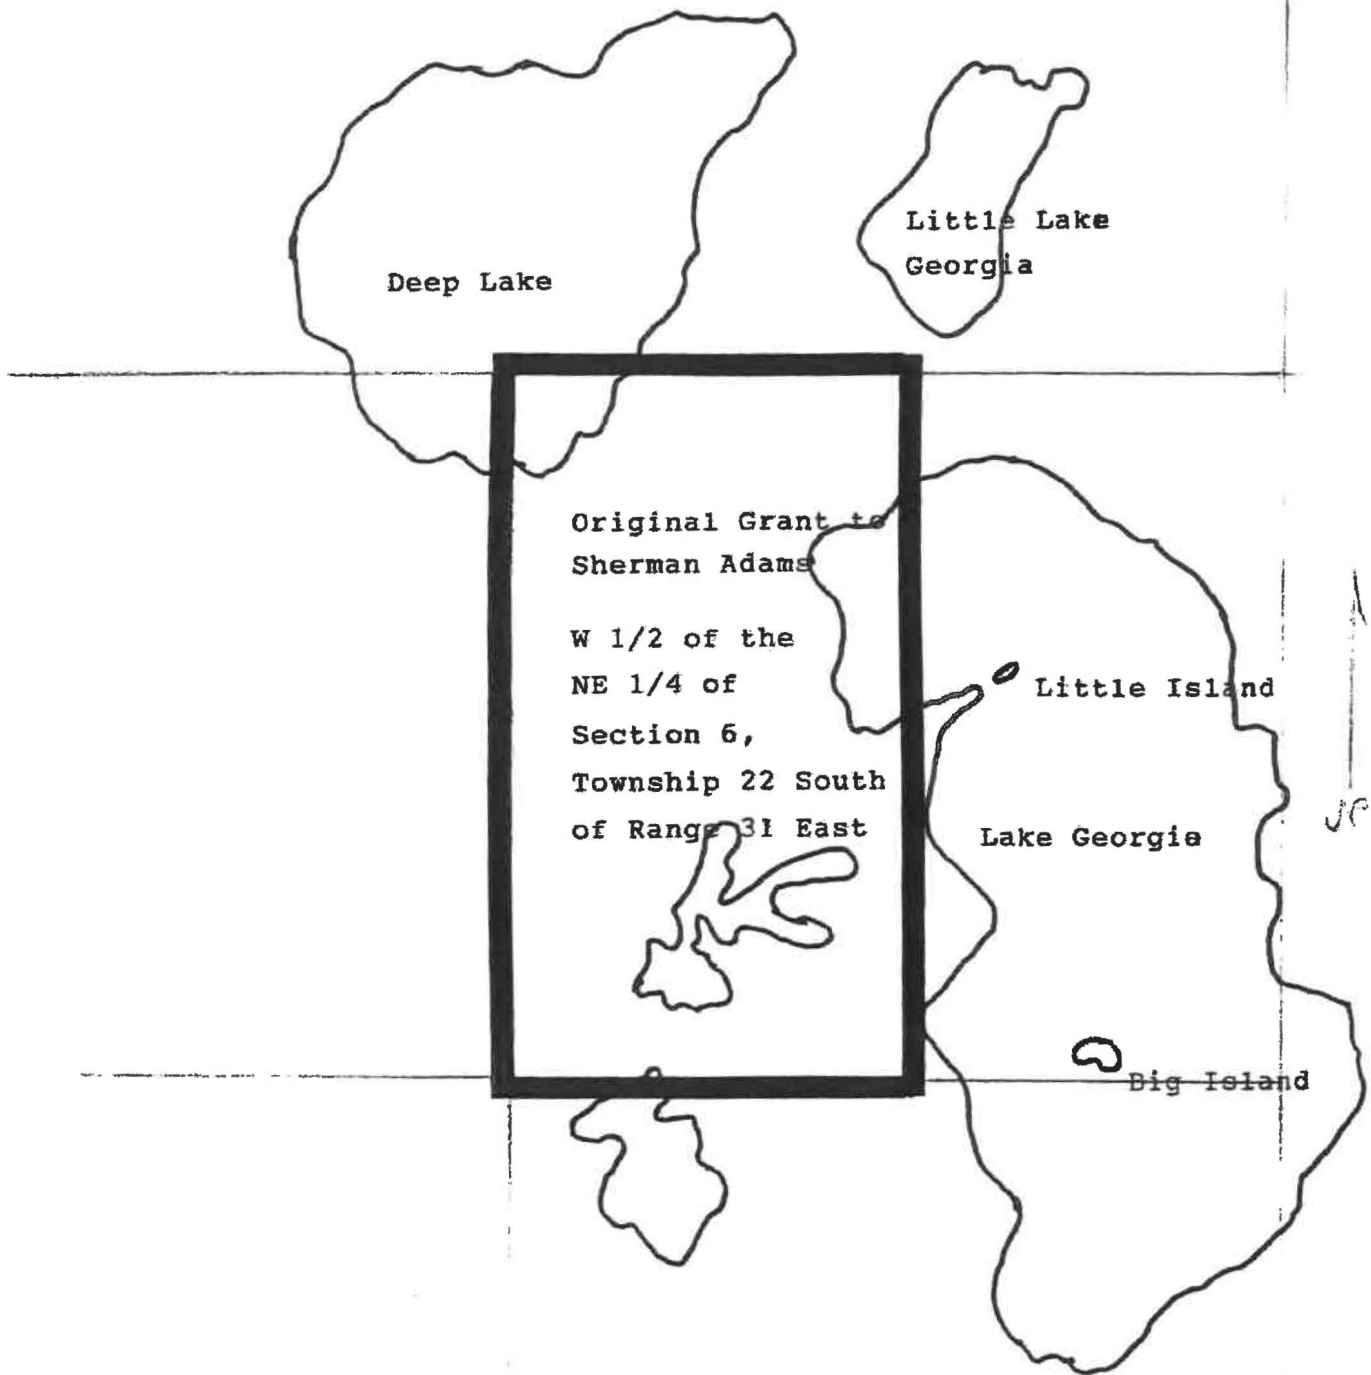 Little Lake
Georgia
Deep Lake
Original Grant to
Sherman Adams
W 1/2 of the
NE 1/4 of
Section 6,
Township 22 South
of Range 31 East
Little Island
Lake Georgia
Big Island